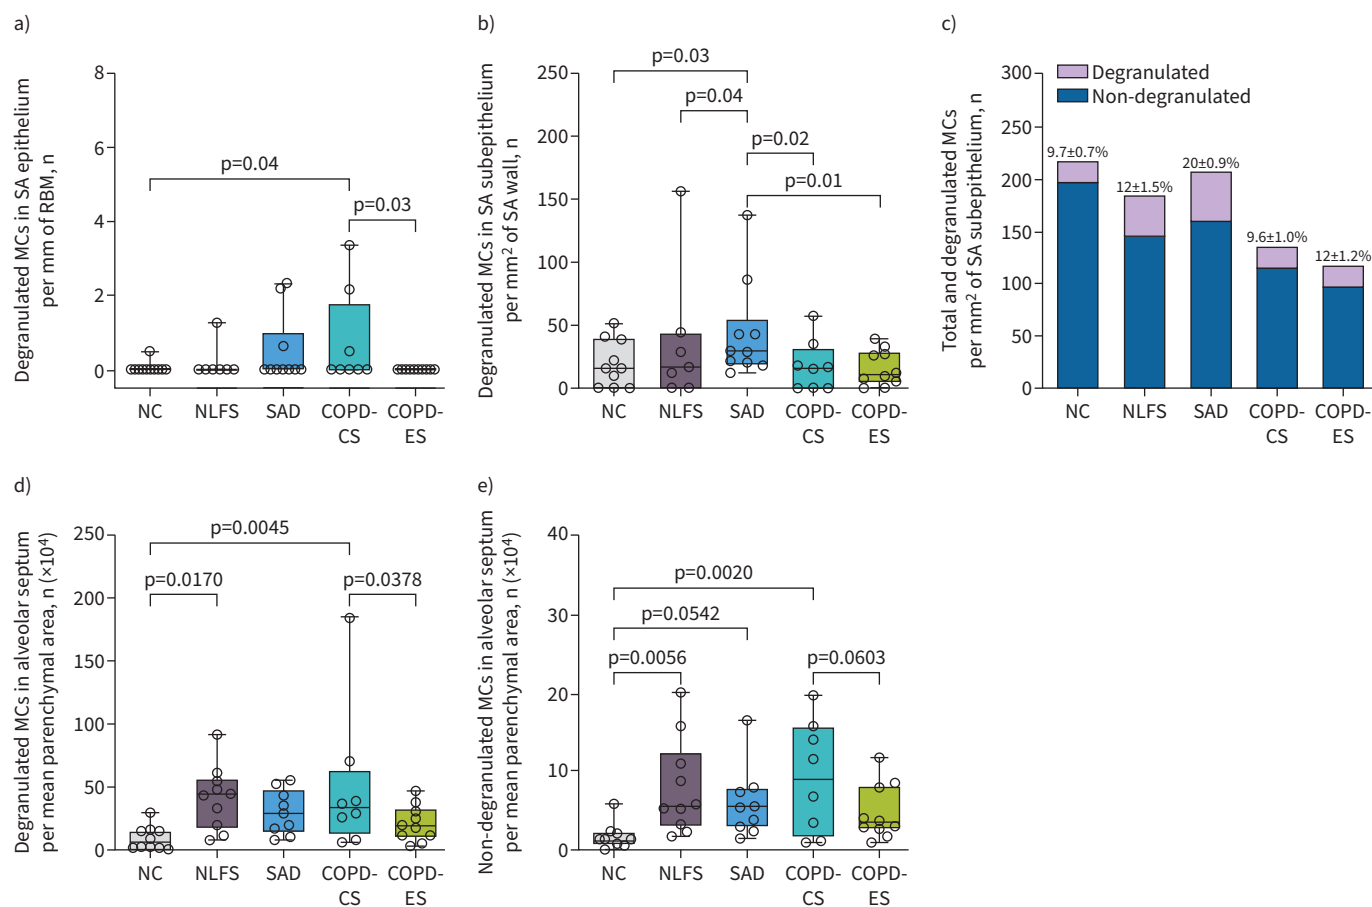 a)
Degranulated MCs in SA epithelium
per mm of RBM, n
8
6
4
2
0
p=0.04
p=0.03
NC
NLFS
SAD
COPD-
CS
COPD-
ES
b)
Degranulated MCs in SA subepithelium
per mm² of SA wall, n
250
200
150
100
50
0
p=0.03
p=0.04
p=0.02
p=0.01
NC
NLFS
SAD
COPD-
CS
COPD-
ES
c)
Total and degranulated MCs
per mm² of SA subepithelium, n
300
250
200
150
100
50
0
Degranulated
Non-degranulated
9.7±0.7%
12±1.5%
20±0.9%
9.6±1.0%
12±1.2%
NC
NLFS
SAD
COPD-
CS
COPD-
ES
d)
Degranulated MCs in alveolar septum
per mean parenchymal area, n (×10⁴)
250
200
150
100
50
0
p=0.0045
p=0.0170
p=0.0378
NC
NLFS
SAD
COPD-
CS
COPD-
ES
e)
Non-degranulated MCs in alveolar septum
per mean parenchymal area, n (×10⁴)
40
30
20
10
0
p=0.0020
p=0.0542
p=0.0056
p=0.0603
NC
NLFS
SAD
COPD-
CS
COPD-
ES